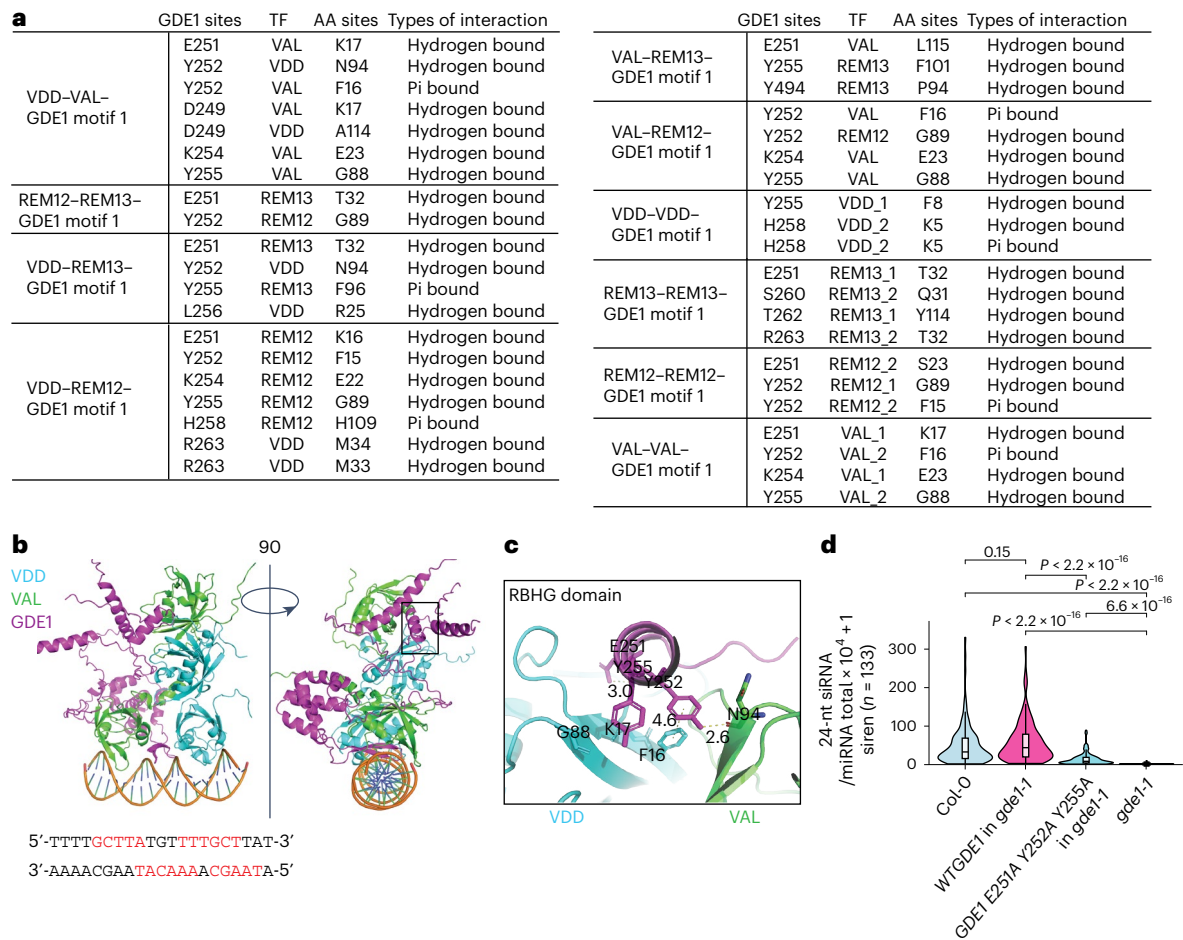 a
GDE1 sites TF AA sites Types of interaction
VDD–VAL–
GDE1 motif 1
E251 VAL K17 Hydrogen bound
Y252 VDD N94 Hydrogen bound
Y252 VAL F16 Pi bound
D249 VAL K17 Hydrogen bound
D249 VDD A114 Hydrogen bound
K254 VAL E23 Hydrogen bound
Y255 VAL G88 Hydrogen bound
REM12–REM13–
GDE1 motif 1
E251 REM13 T32 Hydrogen bound
Y252 REM12 G89 Hydrogen bound
VDD–REM13–
GDE1 motif 1
E251 REM13 T32 Hydrogen bound
Y252 VDD N94 Hydrogen bound
Y255 REM13 F96 Pi bound
L256 VDD R25 Hydrogen bound
VDD–REM12–
GDE1 motif 1
E251 REM12 K16 Hydrogen bound
Y252 REM12 F15 Hydrogen bound
K254 REM12 E22 Hydrogen bound
Y255 REM12 G89 Hydrogen bound
H258 REM12 H109 Pi bound
R263 VDD M34 Hydrogen bound
R263 VDD M33 Hydrogen bound
GDE1 sites TF AA sites Types of interaction
VAL–REM13–
GDE1 motif 1
E251 VAL L115 Hydrogen bound
Y255 REM13 F101 Hydrogen bound
Y494 REM13 P94 Hydrogen bound
VAL–REM12–
GDE1 motif 1
Y252 VAL F16 Pi bound
Y252 REM12 G89 Hydrogen bound
K254 VAL E23 Hydrogen bound
Y255 VAL G88 Hydrogen bound
VDD–VDD–
GDE1 motif 1
Y255 VDD_1 F8 Hydrogen bound
H258 VDD_2 K5 Hydrogen bound
H258 VDD_2 K5 Pi bound
REM13–REM13–
GDE1 motif 1
E251 REM13_1 T32 Hydrogen bound
S260 REM13_2 Q31 Hydrogen bound
T262 REM13_1 Y114 Hydrogen bound
R263 REM13_2 T32 Hydrogen bound
REM12–REM12–
GDE1 motif 1
E251 REM12_2 S23 Hydrogen bound
Y252 REM12_1 G89 Hydrogen bound
Y252 REM12_2 F15 Pi bound
VAL–VAL–
GDE1 motif 1
E251 VAL_1 K17 Hydrogen bound
Y252 VAL_2 F16 Pi bound
K254 VAL_1 E23 Hydrogen bound
Y255 VAL_2 G88 Hydrogen bound
b
90
VDD
VAL
GDE1
5′-TTTTGCTTATGTTTTGCTTAT-3′
3′-AAAACGAATACAAAACGAATA-5′
c
RBHG domain
E251
Y255
Y252
3.0
K17
4.6
N94
G88
F16
2.6
VDD VAL
d
0.15
P < 2.2 × 10⁻¹⁶
P < 2.2 × 10⁻¹⁶
6.6 × 10⁻¹⁶
P < 2.2 × 10⁻¹⁶
24-nt siRNA
/miRNA total × 10⁴ + 1
siren (n = 133)
300
200
100
0
Col-0
WTGDE1 in gde1-1
GDE1 E251A Y252A Y255A
in gde1-1
gde1-1